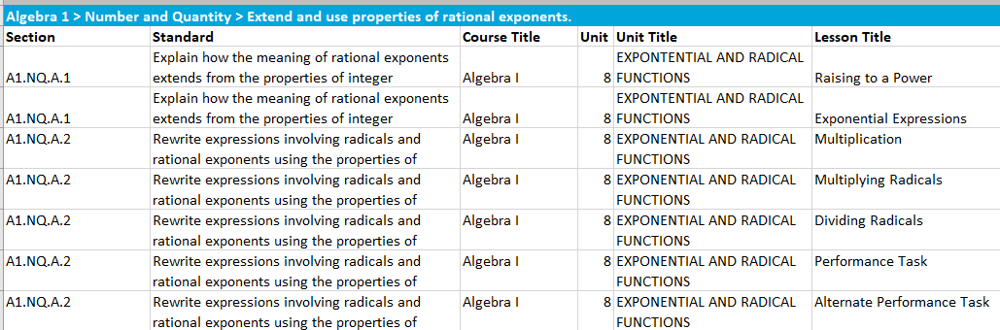 Algebra 1 > Number and Quantity > Extend and use properties of rational exponents.
Section Standard Course Title Unit Unit Title Lesson Title
Explain how the meaning of rational exponents EXPONTENTIAL AND RADICAL
A1.NQ.A.1 extends from the properties of integer Algebra I 8 FUNCTIONS Raising to a Power
Explain how the meaning of rational exponents EXPONTENTIAL AND RADICAL
A1.NQ.A.1 extends from the properties of integer Algebra I 8 FUNCTIONS Exponential Expressions
A1.NQ.A.2 Rewrite expressions involving radicals and Algebra I 8 EXPONENTIAL AND RADICAL Multiplication
rational exponents using the properties of FUNCTIONS
A1.NQ.A.2 Rewrite expressions involving radicals and Algebra I 8 EXPONENTIAL AND RADICAL Multiplying Radicals
rational exponents using the properties of FUNCTIONS
A1.NQ.A.2 Rewrite expressions involving radicals and Algebra I 8 EXPONENTIAL AND RADICAL Dividing Radicals
rational exponents using the properties of FUNCTIONS
A1.NQ.A.2 Rewrite expressions involving radicals and Algebra I 8 EXPONENTIAL AND RADICAL Performance Task
rational exponents using the properties of FUNCTIONS
A1.NQ.A.2 Rewrite expressions involving radicals and Algebra I 8 EXPONENTIAL AND RADICAL Alternate Performance Task
rational exponents using the properties of FUNCTIONS